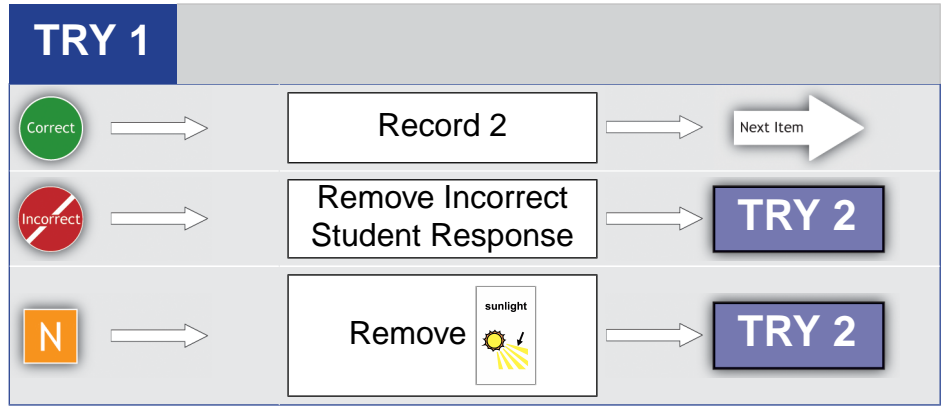 TRY 1
Correct
Record 2
Next Item
Incorrect
Remove Incorrect
Student Response
TRY 2
N
Remove
sunlight
TRY 2